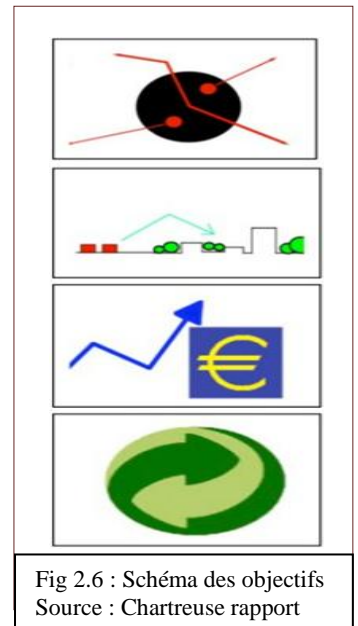 €
Fig 2.6 : Schéma des objectifs
Source : Chartreuse rapport